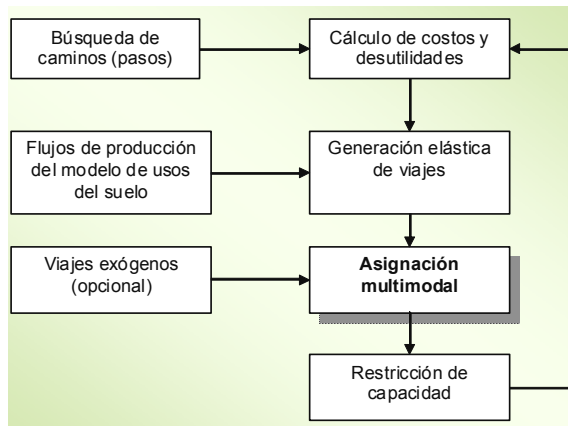 Búsqueda de
caminos (pasos)
Cálculo de costos y
desutilidades
Flujos de producción
del modelo de usos
del suelo
Generación elástica
de viajes
Viajes exógenos
(opcional)
Asignación
multimodal
Restricción de
capacidad